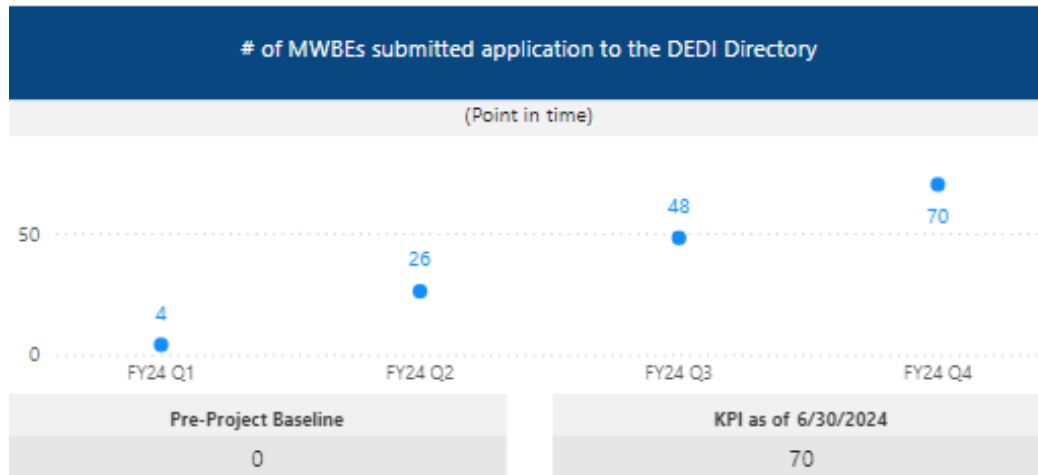 # of MWBEs submitted application to the DEDI Directory
(Point in time)
70
48
50
26
4
0
FY24 Q1 FY24 Q2 FY24 Q3 FY24 Q4
Pre-Project Baseline KPI as of 6/30/2024
0 70